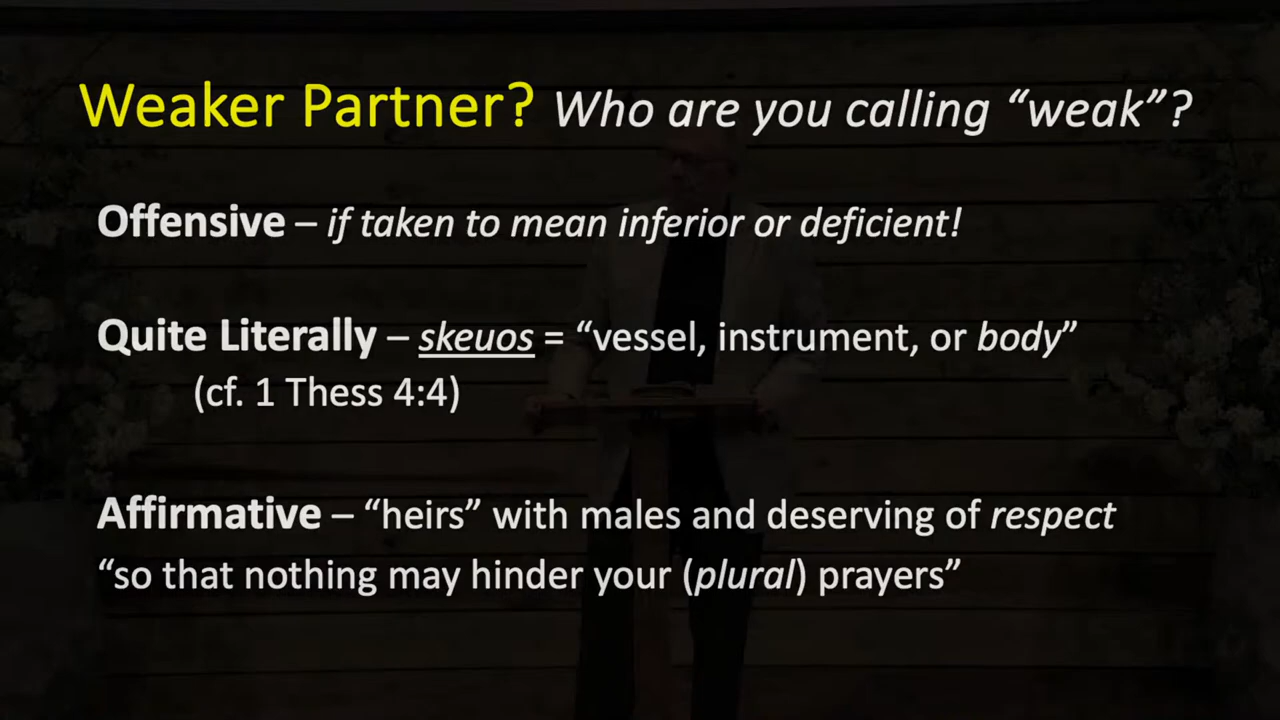 Weaker Partner? Who are you calling “weak”?
Offensive – if taken to mean inferior or deficient!
Quite Literally – skeuos = “vessel, instrument, or body”
(cf. 1 Thess 4:4)
Affirmative – “heirs” with males and deserving of respect
“so that nothing may hinder your (plural) prayers”